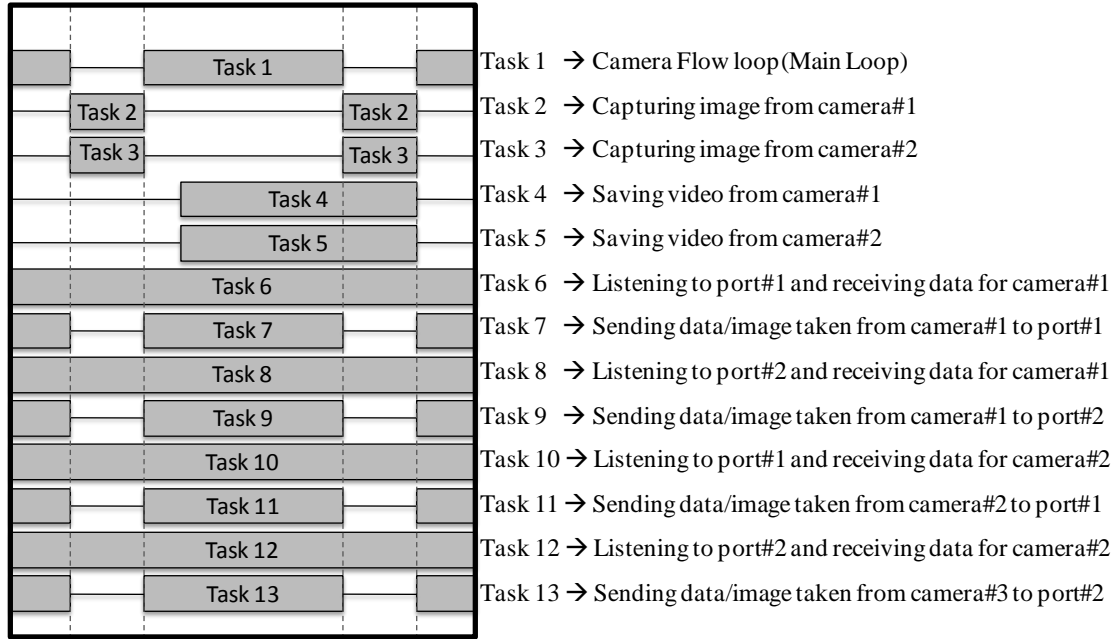 Task 1 Task 1 → Camera Flow loop (Main Loop)
Task 2 Task 2 Task 2 → Capturing image from camera#1
Task 3 Task 3 Task 3 → Capturing image from camera#2
Task 4 Task 4 → Saving video from camera#1
Task 5 Task 5 → Saving video from camera#2
Task 6 Task 6 → Listening to port#1 and receiving data for camera#1
Task 7 Task 7 → Sending data/image taken from camera#1 to port#1
Task 8 Task 8 → Listening to port#2 and receiving data for camera#1
Task 9 Task 9 → Sending data/image taken from camera#1 to port#2
Task 10 Task 10 → Listening to port#1 and receiving data for camera#2
Task 11 Task 11 → Sending data/image taken from camera#2 to port#1
Task 12 Task 12 → Listening to port#2 and receiving data for camera#2
Task 13 Task 13 → Sending data/image taken from camera#3 to port#2